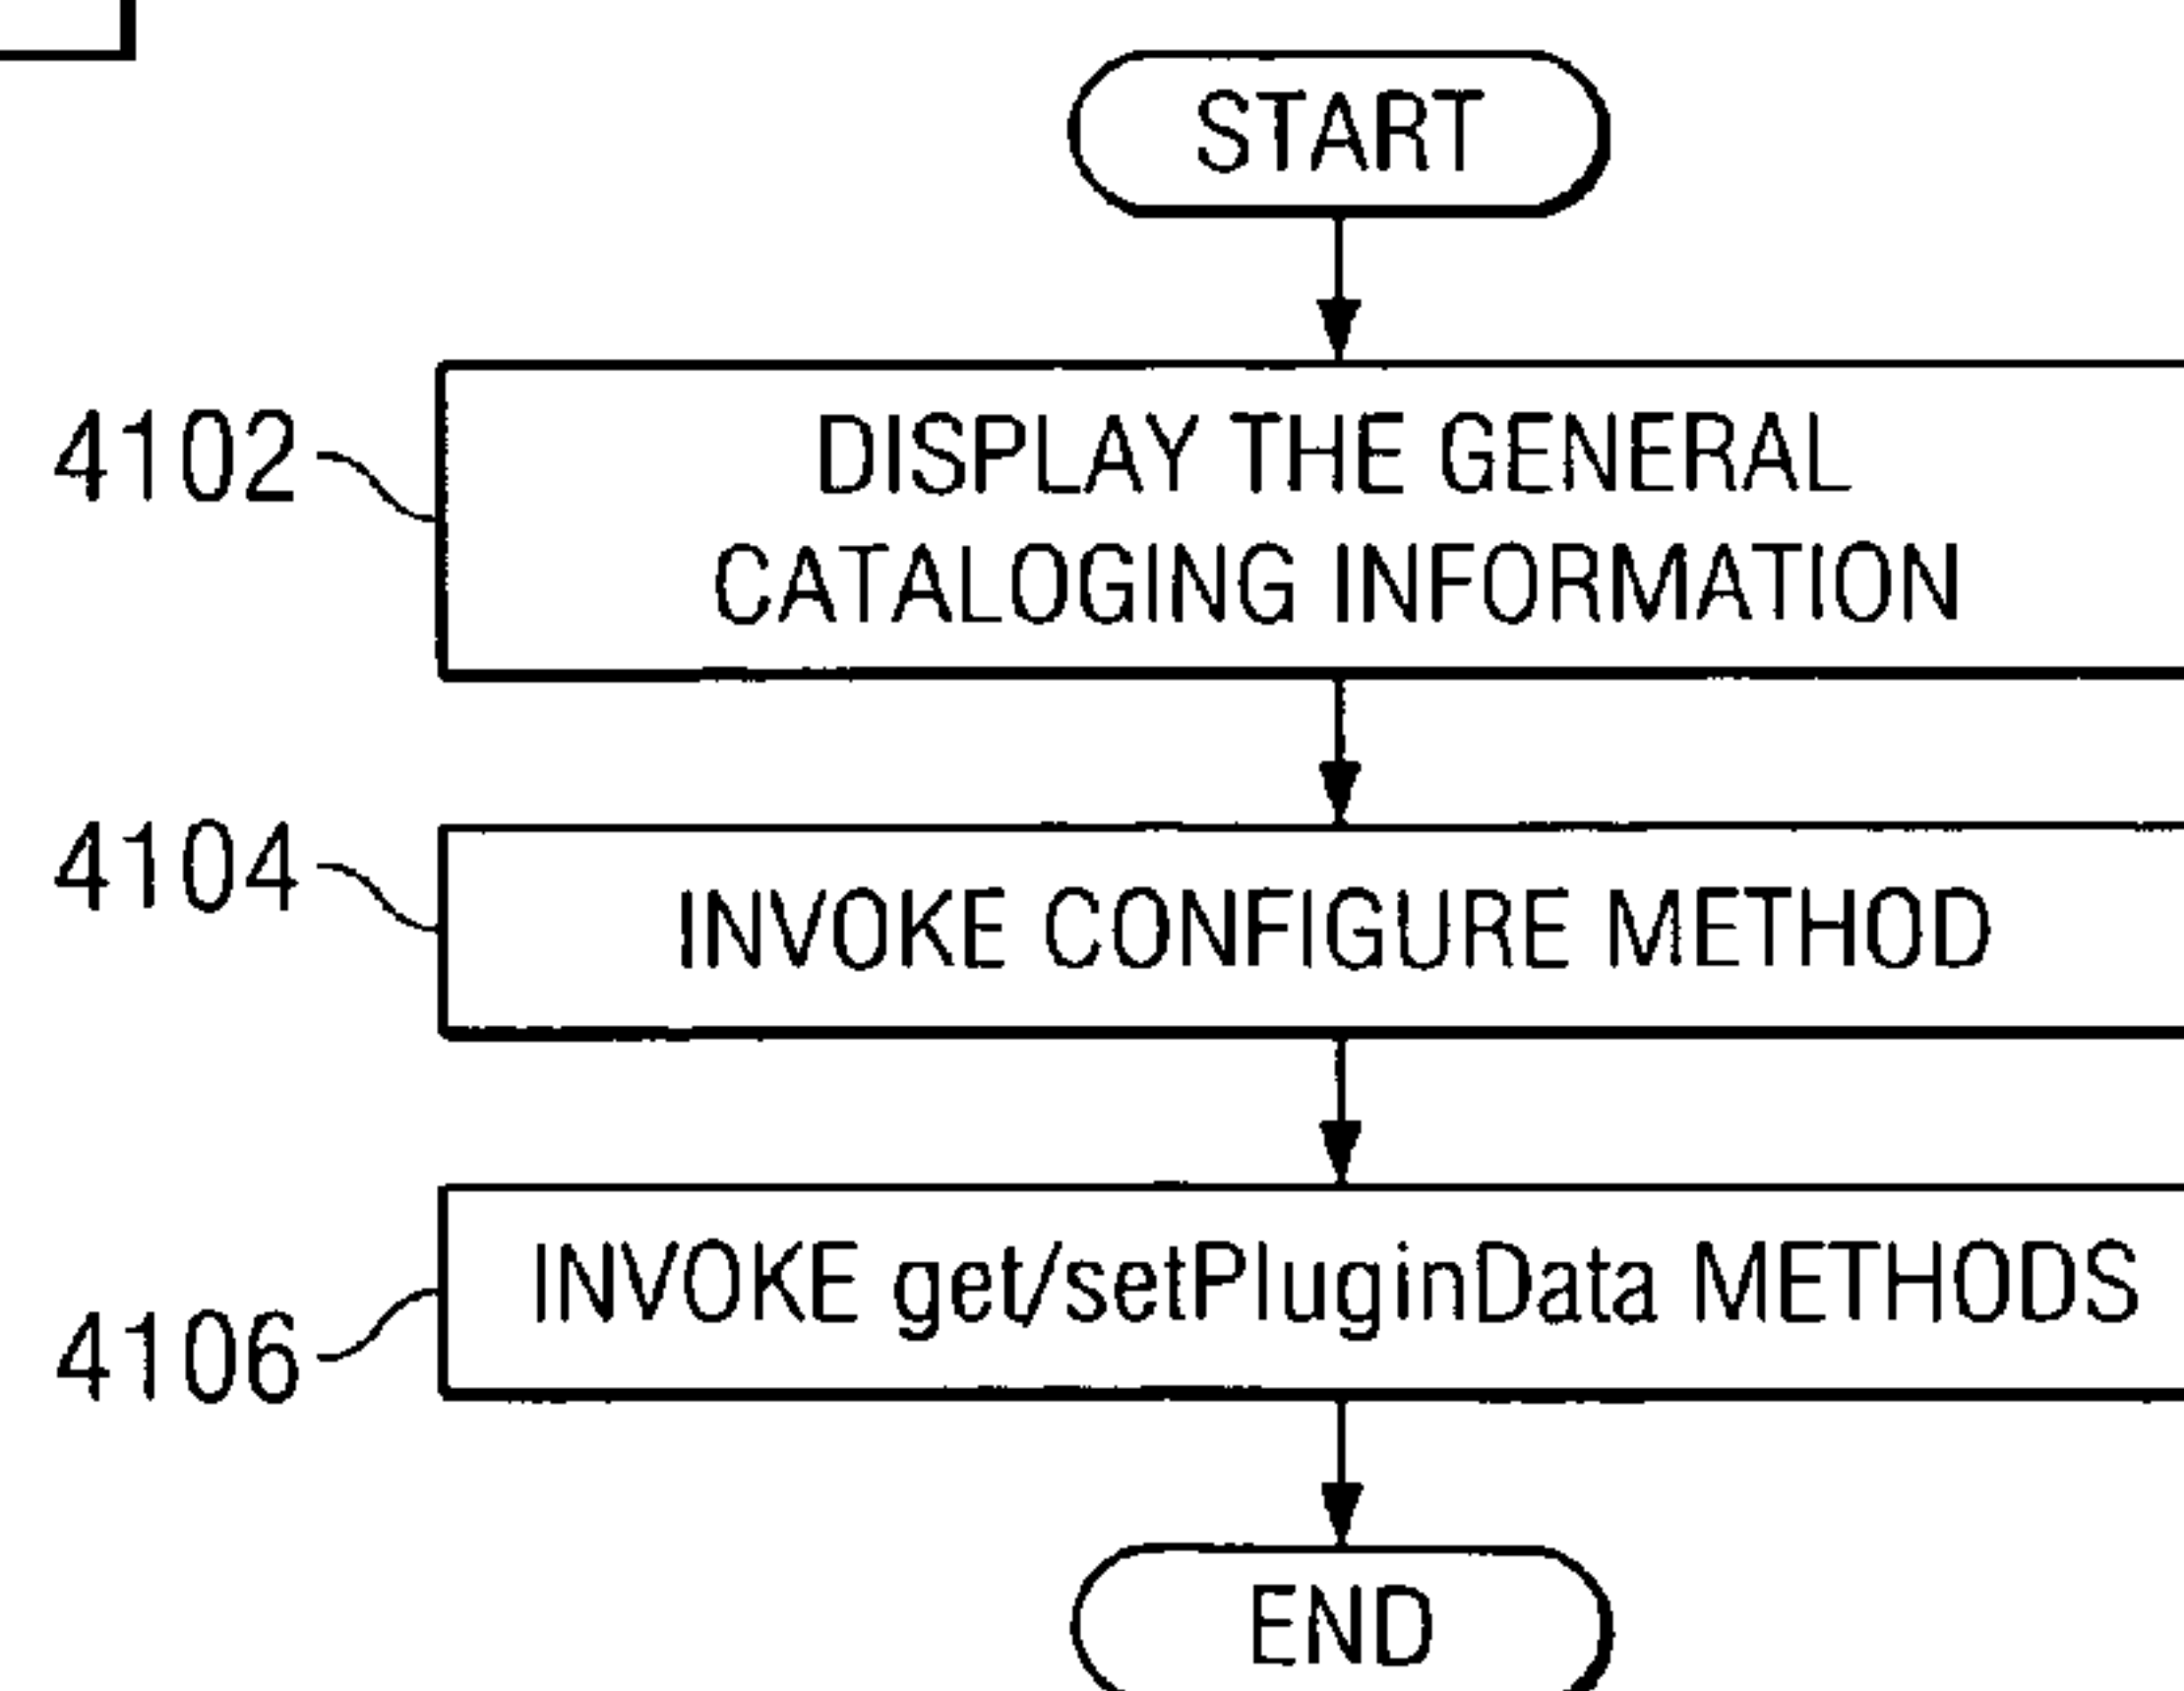 START
4102
DISPLAY THE GENERAL
CATALOGING INFORMATION
4104
INVOKE CONFIGURE METHOD
INVOKE get/setPluginData METHODS
4106
END